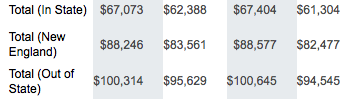 Total (In State) $67,073 $62,388 $67,404 $61,304
Total (New
England) $88,246 $83,561 $88,577 $82,477
Total (Out of
State) $100,314 $95,629 $100,645 $94,545